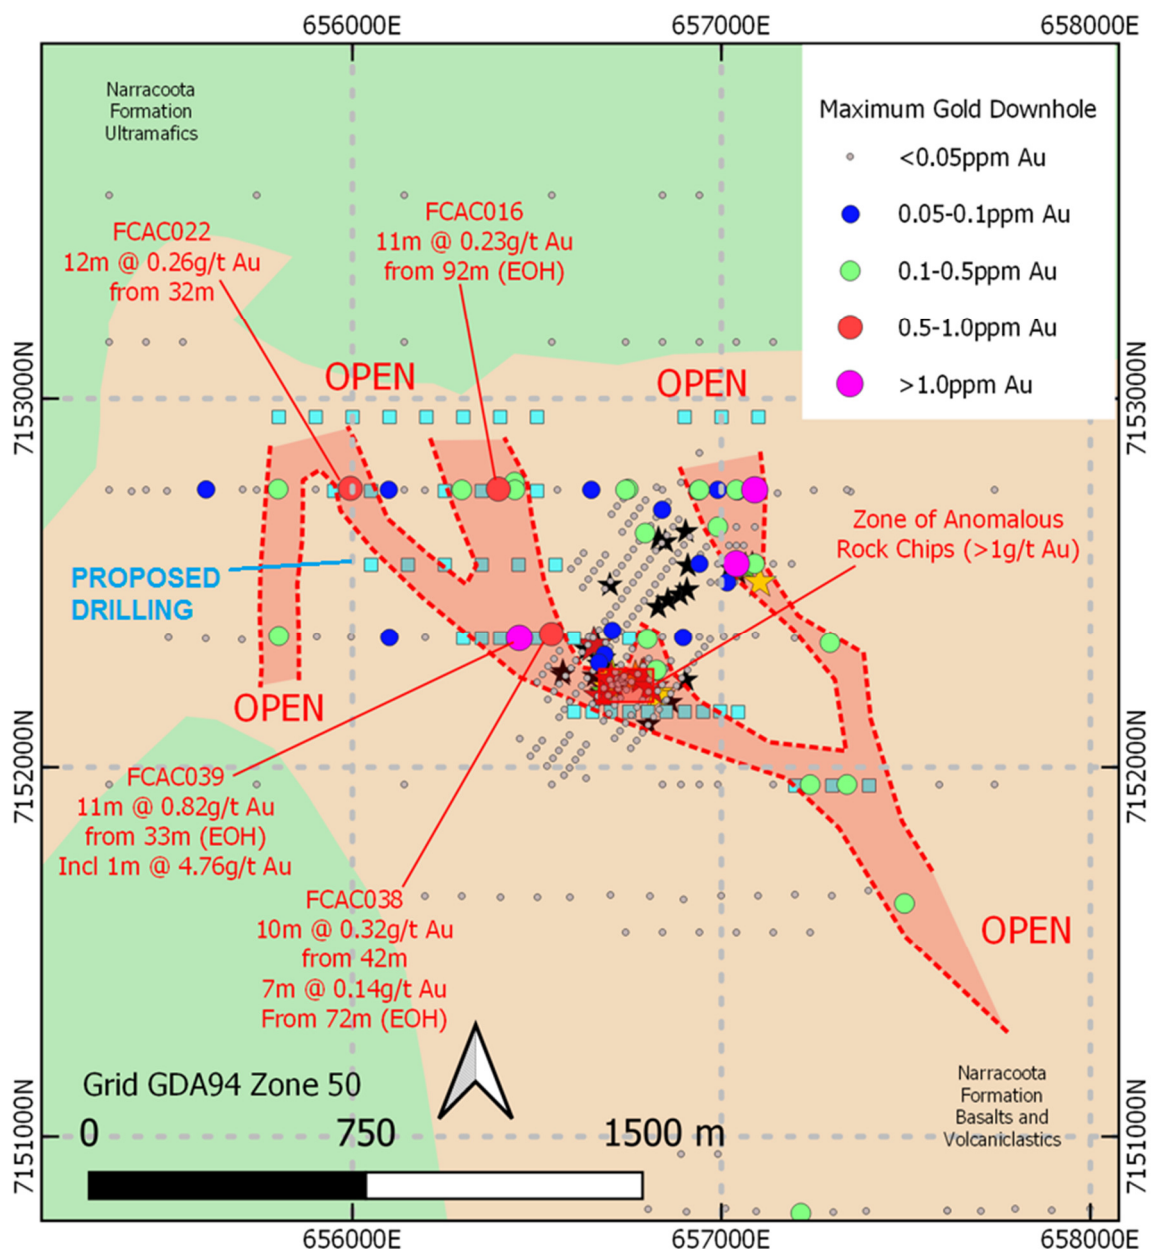 656000E
657000E
658000E
Narracoota
Formation
Ultramafics
Maximum Gold Downhole
<0.05ppm Au
0.05-0.1ppm Au
0.1-0.5ppm Au
0.5-1.0ppm Au
>1.0ppm Au
FCAC022
12m @ 0.26g/t Au
from 32m
FCAC016
11m @ 0.23g/t Au
from 92m (EOH)
OPEN
OPEN
7153000N
7153000N
Zone of Anomalous
Rock Chips (>1g/t Au)
PROPOSED
DRILLING
OPEN
7152000N
7152000N
FCAC039
11m @ 0.82g/t Au
from 33m (EOH)
Incl 1m @ 4.76g/t Au
FCAC038
10m @ 0.32g/t Au
from 42m
7m @ 0.14g/t Au
From 72m (EOH)
OPEN
Grid GDA94 Zone 50
0
750
1500 m
Narracoota
Formation
Basalts and
Volcaniclastics
7151000N
7151000N
656000E
657000E
658000E